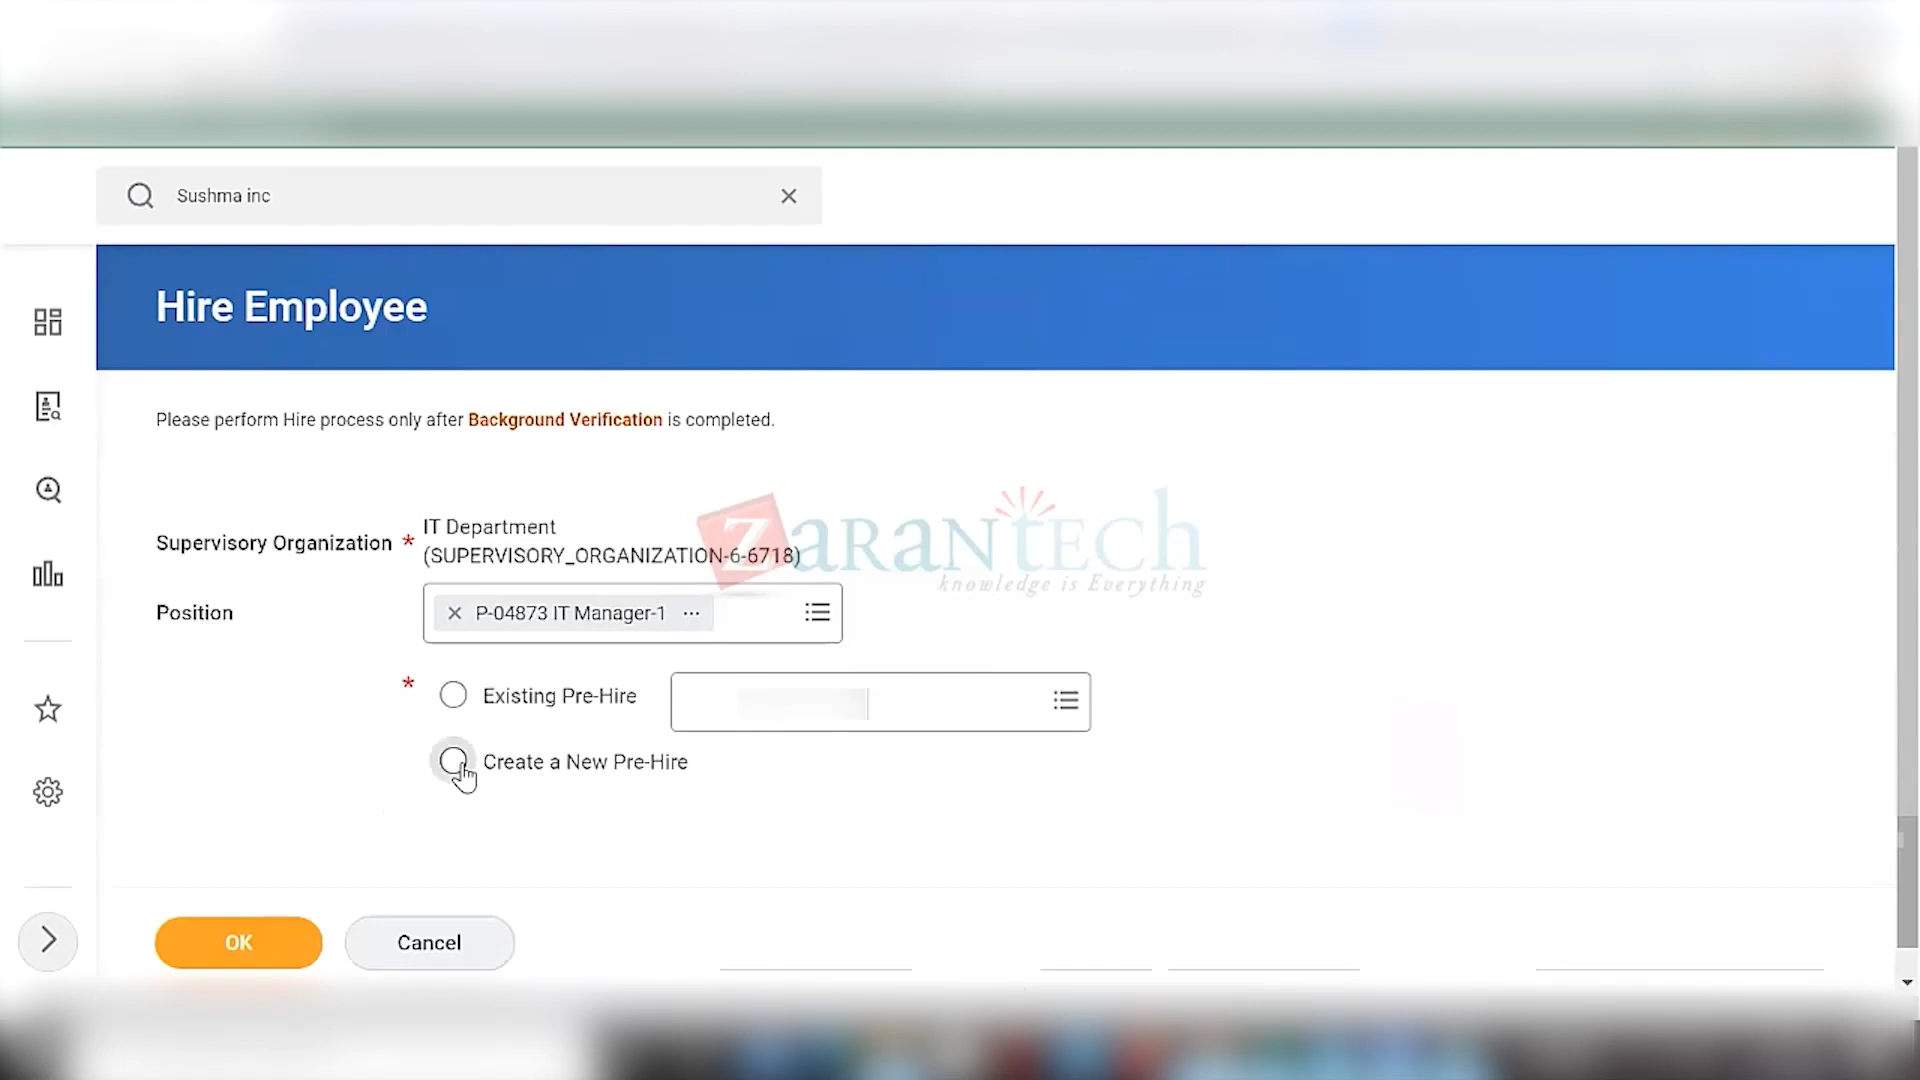 Sushma inc
Hire Employee
Please perform Hire process only after Background Verification is completed.
Supervisory Organization *
IT Department
(SUPERVISORY_ORGANIZATION-6-6718)
Position
P-04873 IT Manager-1
* Existing Pre-Hire
Create a New Pre-Hire
OK
Cancel
ZaranTech
knowledge is Everything